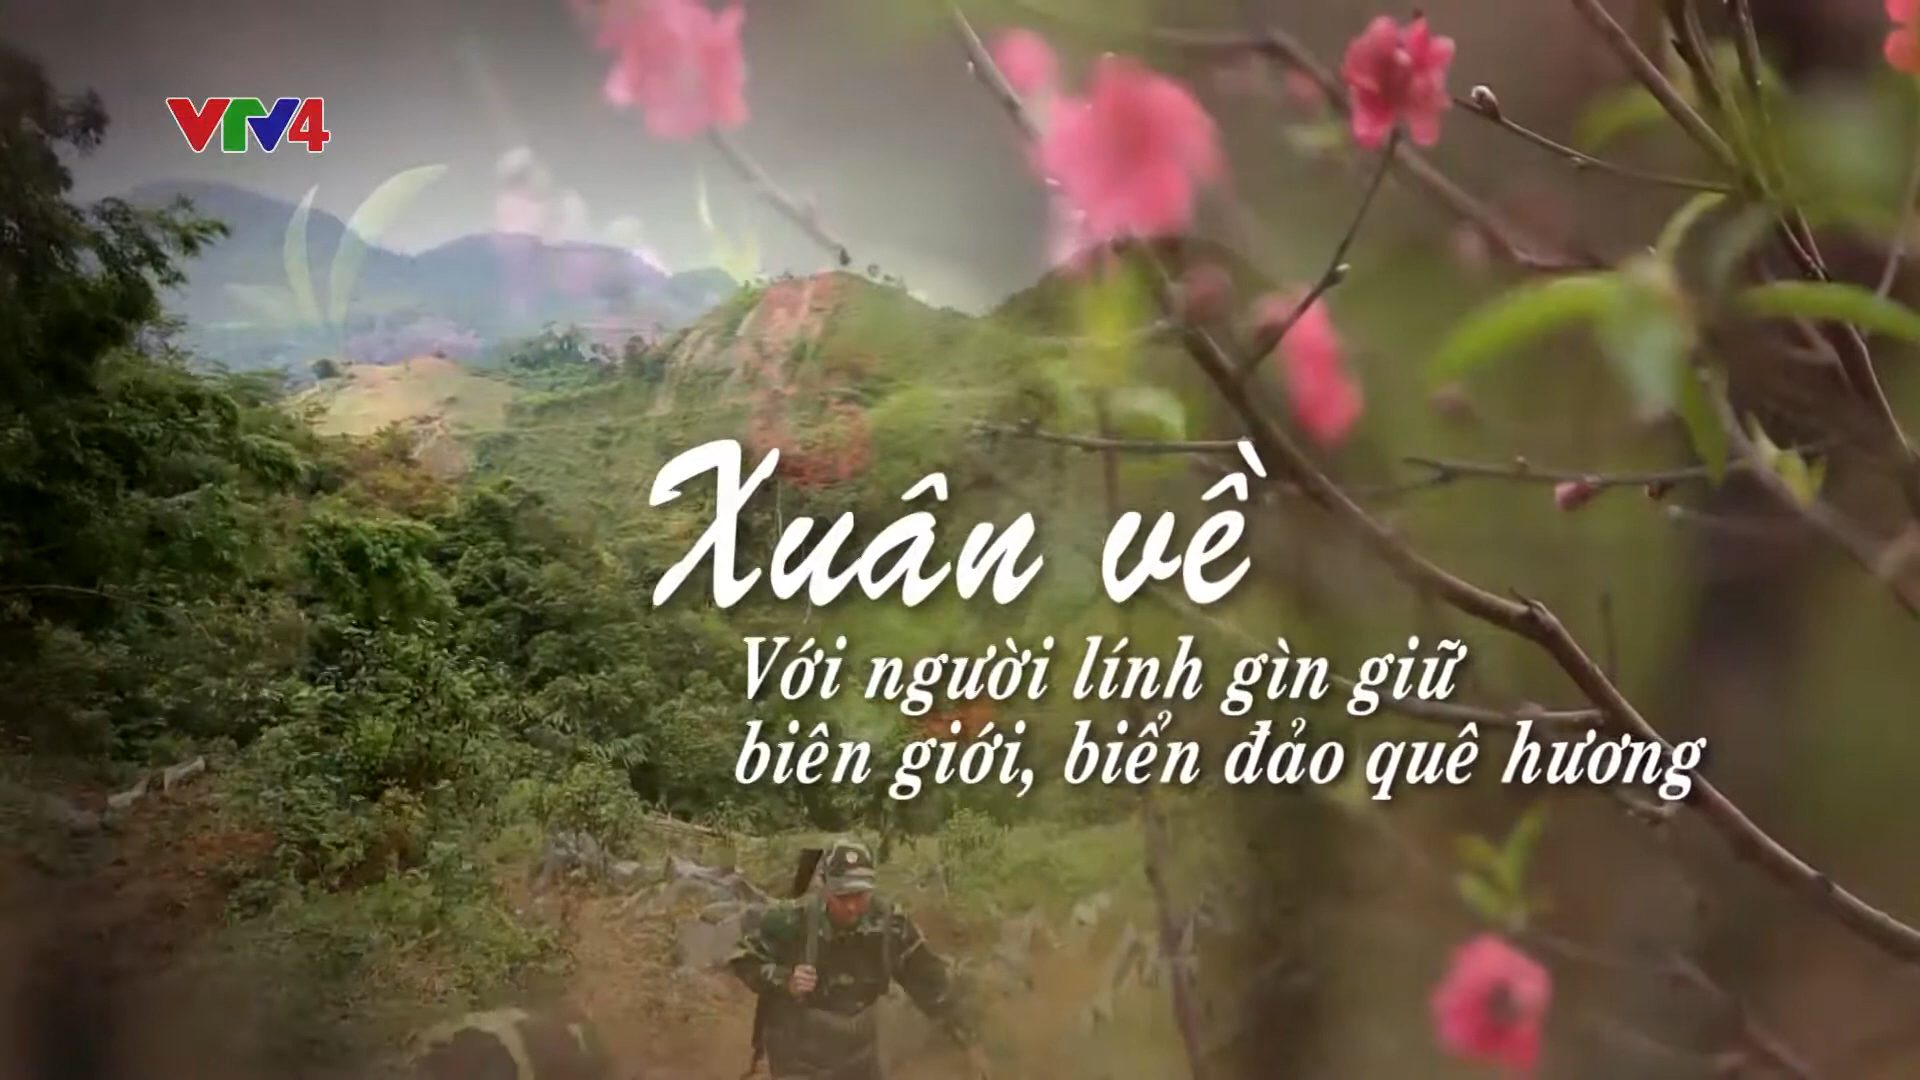 VTV4
Xuân về
Với người lính gìn giữ
biên giới, biển đảo quê hương